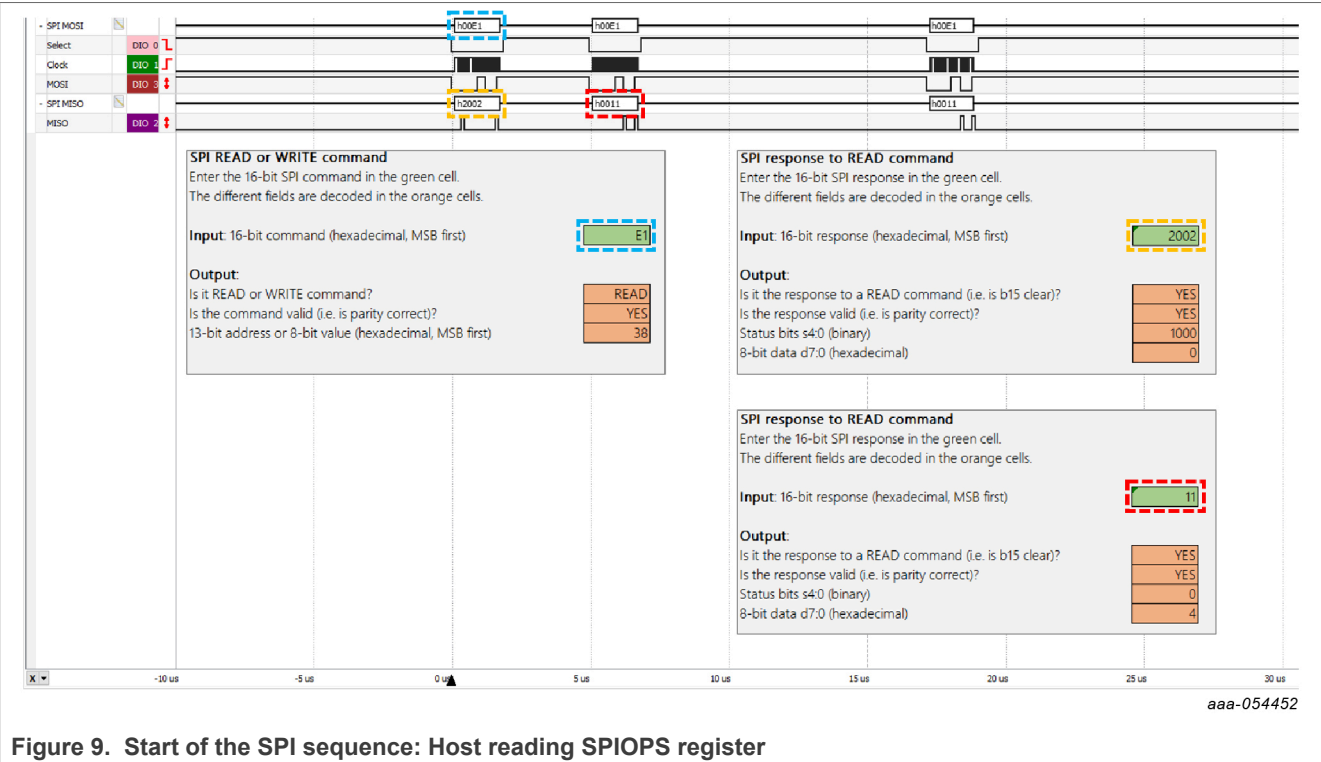 - SPI MOSI h00E1 h00E1 h00E1
Select DIO 0
Clock DIO 1
MOSI DIO 3
- SPI MISO h2002 h0011 h0011
MISO DIO 2
SPI READ or WRITE command
Enter the 16-bit SPI command in the green cell.
The different fields are decoded in the orange cells.
Input: 16-bit command (hexadecimal, MSB first) E1
Output:
Is it READ or WRITE command? READ
Is the command valid (i.e. is parity correct)? YES
13-bit address or 8-bit value (hexadecimal, MSB first) 38
SPI response to READ command
Enter the 16-bit SPI response in the green cell.
The different fields are decoded in the orange cells.
Input: 16-bit response (hexadecimal, MSB first) 2002
Output:
Is it the response to a READ command (i.e. is b15 clear)? YES
Is the response valid (i.e. is parity correct)? YES
Status bits s4:0 (binary) 1000
8-bit data d7:0 (hexadecimal) 0
SPI response to READ command
Enter the 16-bit SPI response in the green cell.
The different fields are decoded in the orange cells.
Input: 16-bit response (hexadecimal, MSB first) 11
Output:
Is it the response to a READ command (i.e. is b15 clear)? YES
Is the response valid (i.e. is parity correct)? YES
Status bits s4:0 (binary) 0
8-bit data d7:0 (hexadecimal) 4
X -10 us -5 us 0 us 5 us 10 us 15 us 20 us 25 us 30 us
aaa-054452
Figure 9. Start of the SPI sequence: Host reading SPIOPS register